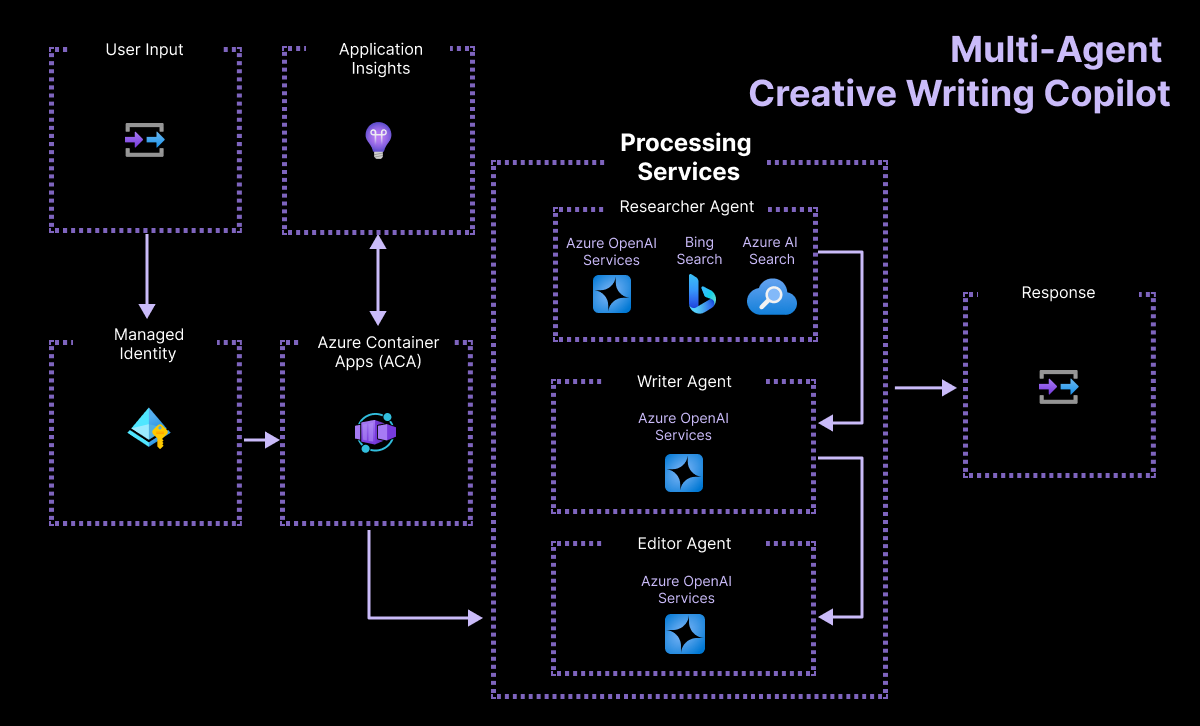 Multi-Agent
Creative Writing Copilot
User Input
Application
Insights
Managed
Identity
Azure Container
Apps (ACA)
Processing
Services
Researcher Agent
Azure OpenAI
Services
Bing
Search
Azure AI
Search
Writer Agent
Azure OpenAI
Services
Editor Agent
Azure OpenAI
Services
Response